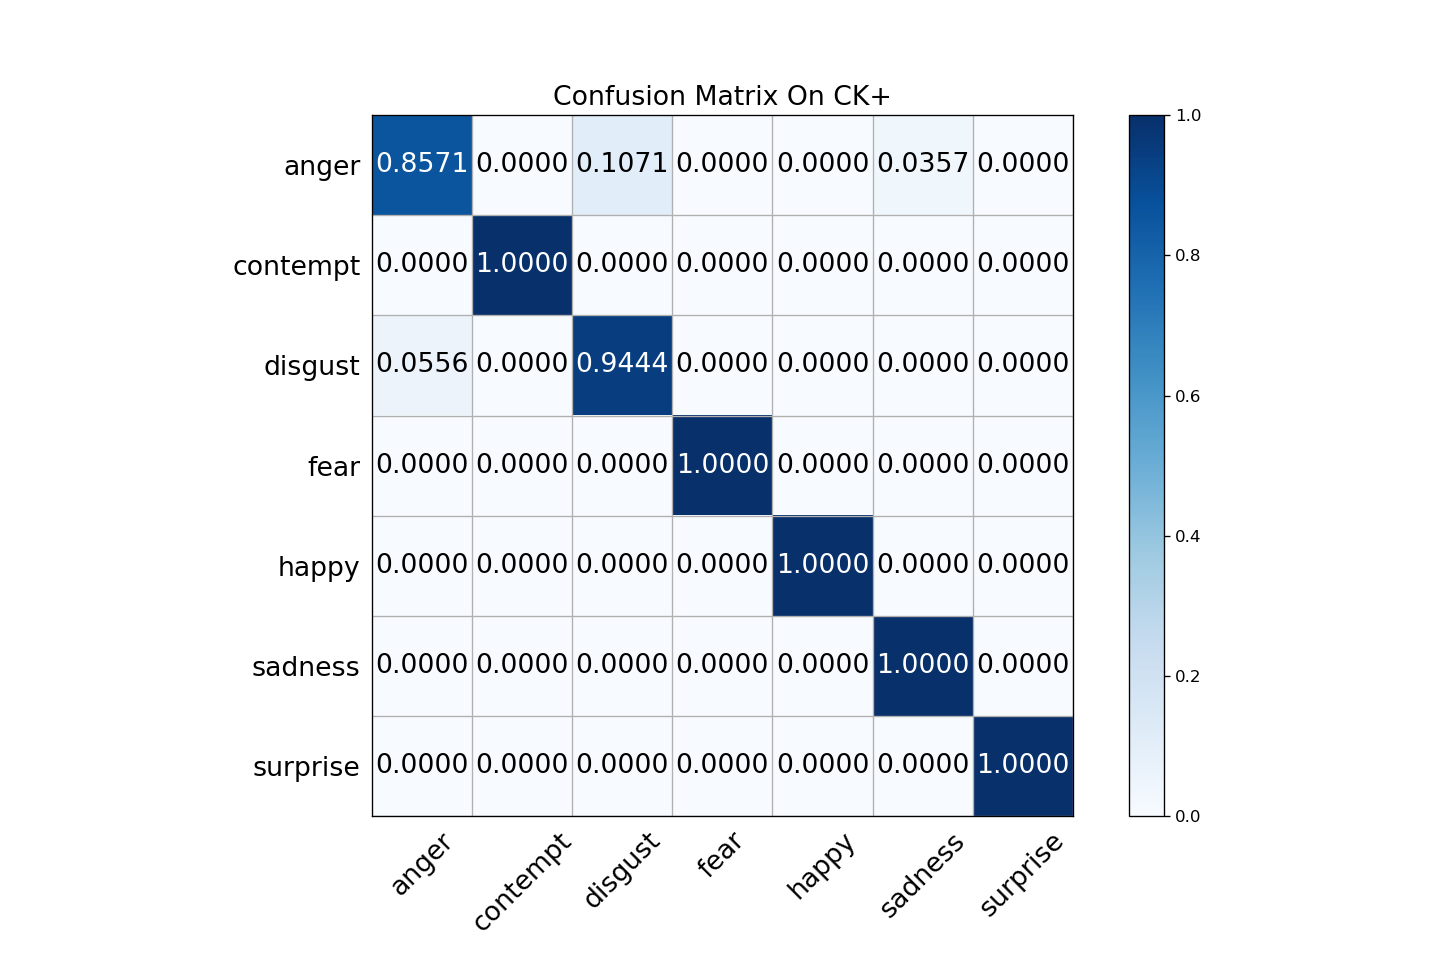 Confusion Matrix On CK+
anger 0.8571 0.0000 0.1071 0.0000 0.0000 0.0357 0.0000
contempt 0.0000 1.0000 0.0000 0.0000 0.0000 0.0000 0.0000
disgust 0.0556 0.0000 0.9444 0.0000 0.0000 0.0000 0.0000
fear 0.0000 0.0000 0.0000 1.0000 0.0000 0.0000 0.0000
happy 0.0000 0.0000 0.0000 0.0000 1.0000 0.0000 0.0000
sadness 0.0000 0.0000 0.0000 0.0000 0.0000 1.0000 0.0000
surprise 0.0000 0.0000 0.0000 0.0000 0.0000 0.0000 1.0000
anger contempt disgust fear happy sadness surprise
1.0
0.8
0.6
0.4
0.2
0.0